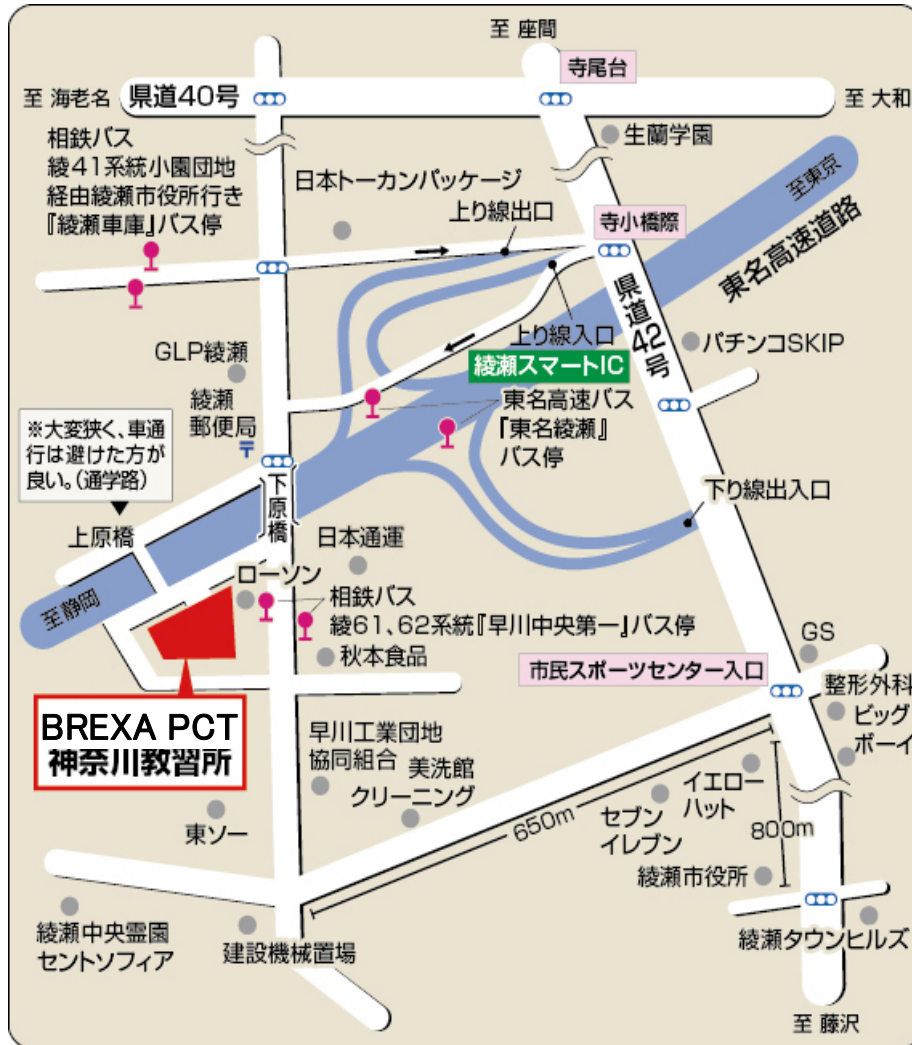 至 座間
寺尾台
至 海老名
県道40号
至 大和
相鉄バス
綾41系統小園団地
経由綾瀬市役所行き
『綾瀬車庫』バス停
生蘭学園
日本トーカンパッケージ
上り線出口
至東京
東名高速道路
寺小橋際
県道42号
上り線入口
綾瀬スマートIC
パチンコSKIP
GLP綾瀬
綾瀬
郵便局
〒
東名高速バス
『東名綾瀬』
バス停
※大変狭く、車通
行は避けた方が
良い。(通学路)
上原橋
下原橋
下り線出入口
日本通運
ローソン
至静岡
相鉄バス
綾61、62系統『早川中央第一』バス停
秋本食品
GS
市民スポーツセンター入口
整形外科
ビッグ
ボーイ
BREXA PCT
神奈川教習所
早川工業団地
協同組合
美洗館
クリーニング
イエロー
ハット
セブン
イレブン
650m
800m
東ソー
綾瀬市役所
綾瀬中央霊園
セントソフィア
建設機械置場
綾瀬タウンヒルズ
至 藤沢